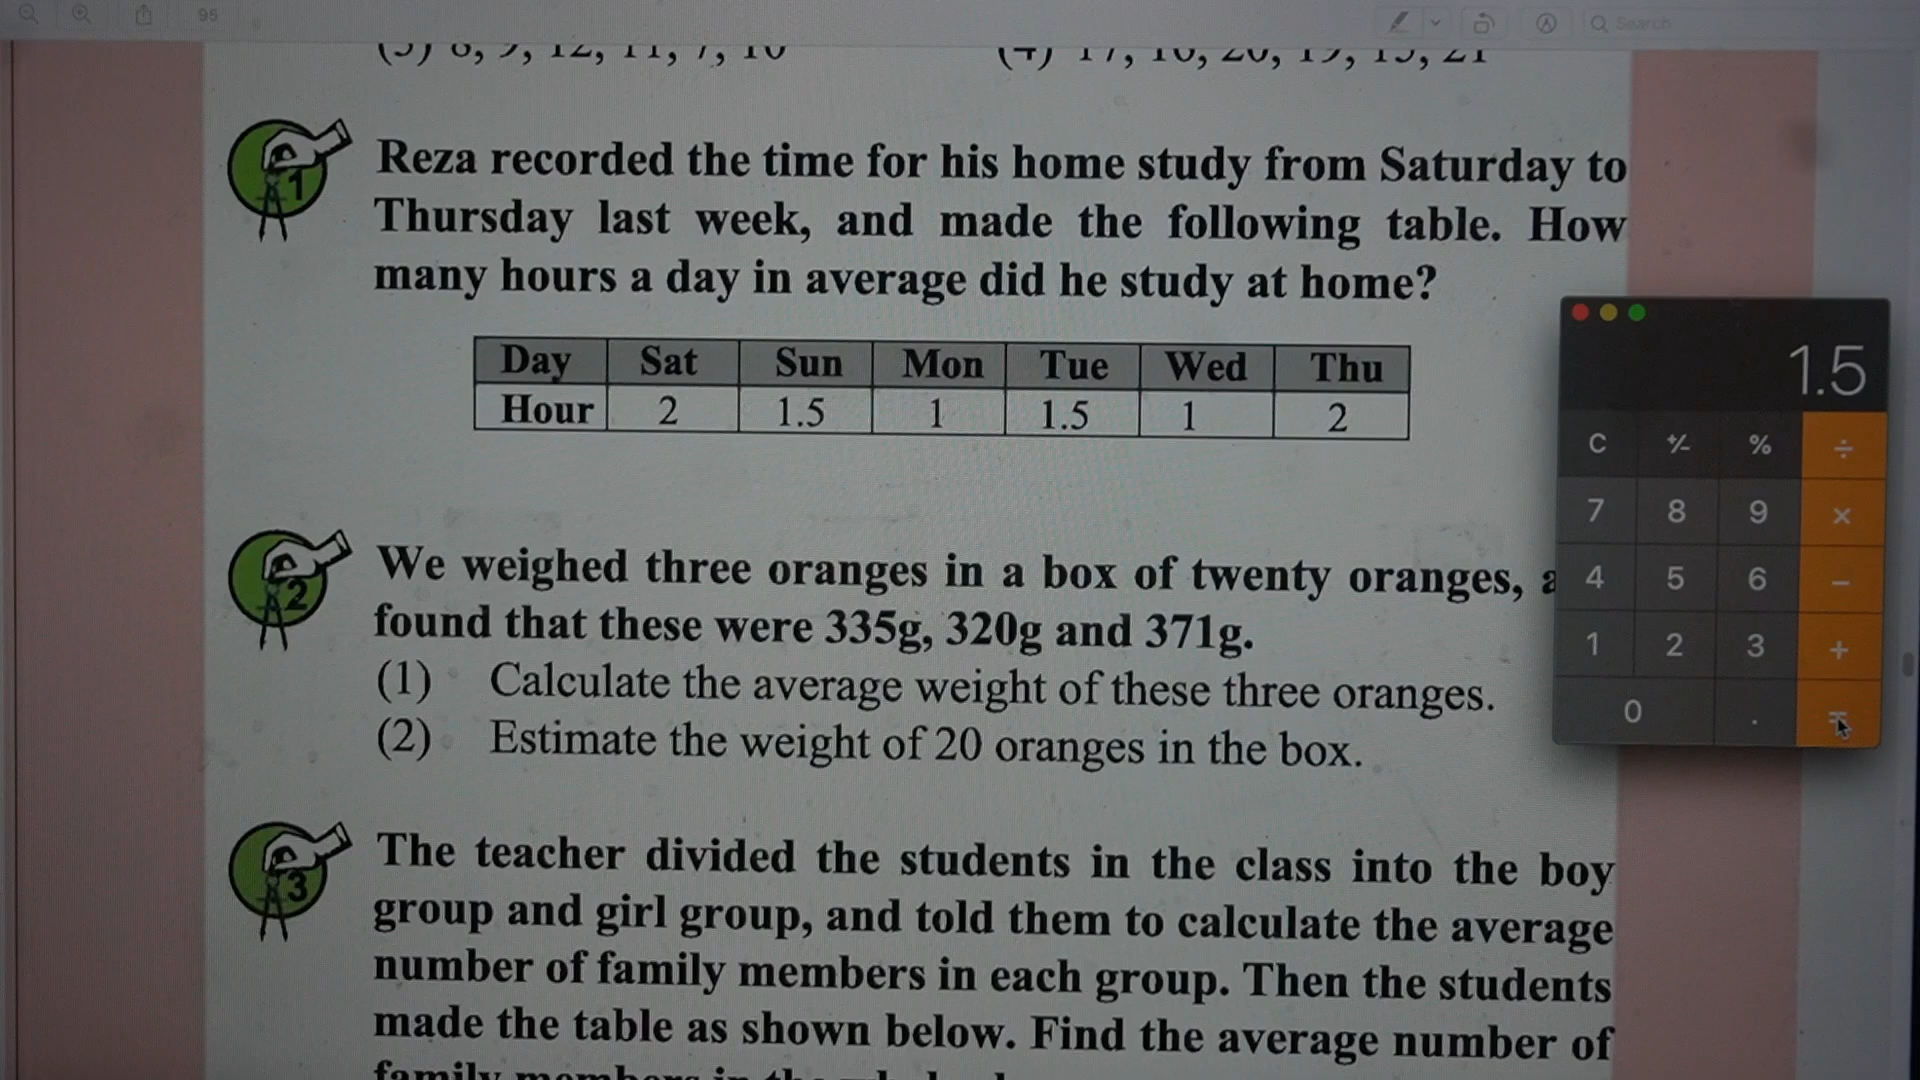 95
Search
Reza recorded the time for his home study from Saturday to
Thursday last week, and made the following table. How
many hours a day in average did he study at home?
1
Day Sat Sun Mon Tue Wed Thu
Hour 2 1.5 1 1.5 1 2
We weighed three oranges in a box of twenty oranges,
2
found that these were 335g, 320g and 371g.
(1) Calculate the average weight of these three oranges.
(2) Estimate the weight of 20 oranges in the box.
The teacher divided the students in the class into the boy
3
group and girl group, and told them to calculate the average
number of family members in each group. Then the students
made the table as shown below. Find the average number of
1.5
C +/- % ÷
7 8 9 ×
4 5 6 −
1 2 3 +
0 . =